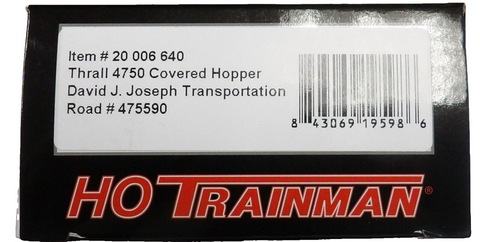 Item # 20 006 640
Thrall 4750 Covered Hopper
David J. Joseph Transportation
Road # 475590
8 43069 19598 6
HO TRAINMAN®